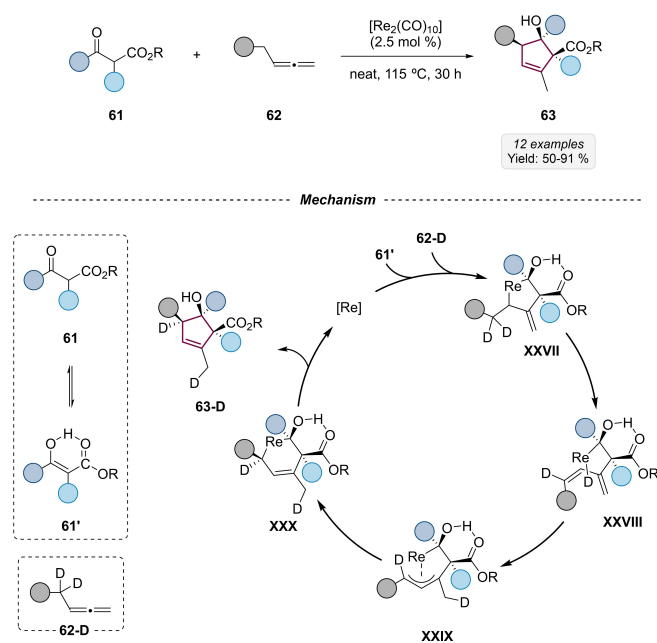 O
CO₂R
61
+
62
[Re₂(CO)₁₀]
(2.5 mol %)
neat, 115 ºC, 30 h
HO
CO₂R
63
12 examples
Yield: 50-91 %
Mechanism
O
CO₂R
61
O H O
OR
61'
D
D
62-D
[Re]
61'
62-D
Re
O H
O
OR
D D
XXVII
O H
O
Re
OR
D
D
XXVIII
O H
O
Re
D
OR
D
XXIX
O H
Re
O
D
OR
D
XXX
HO
D
CO₂R
D
63-D